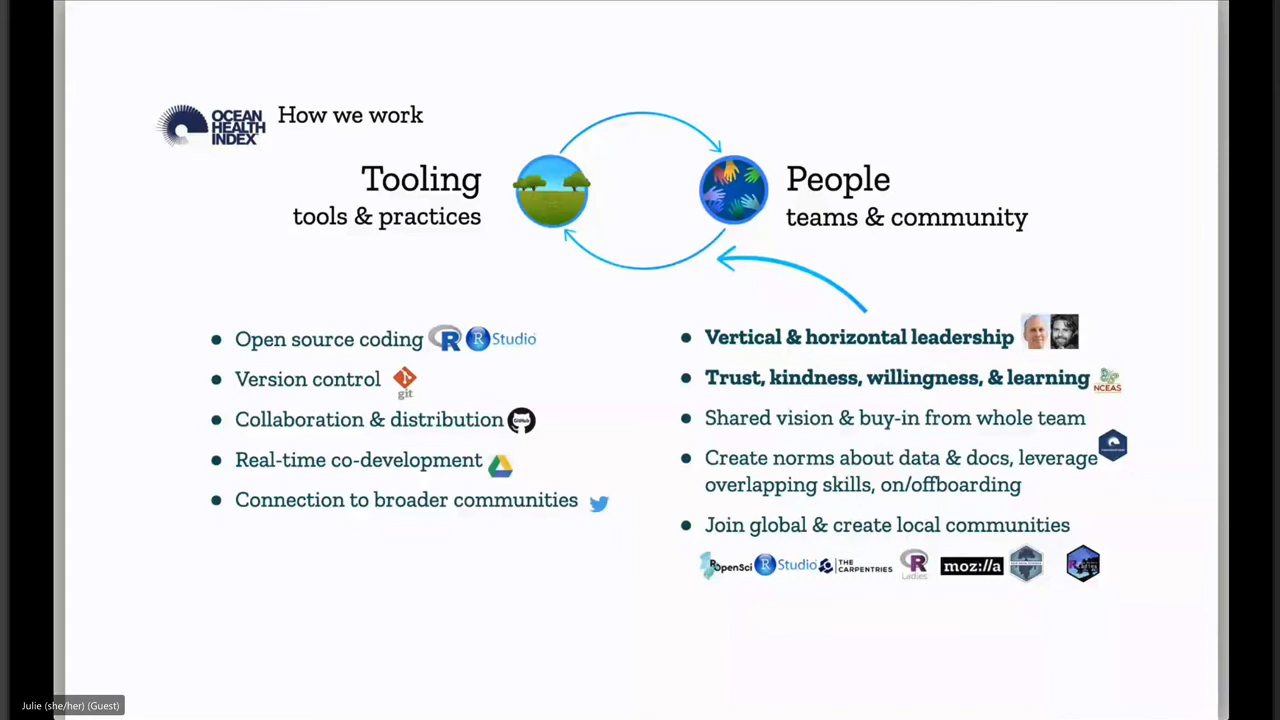 OCEAN
HEALTH
INDEX
How we work
Tooling
tools & practices
People
teams & community
• Open source coding R R Studio
• Version control git
• Collaboration & distribution GitHub
• Real-time co-development
• Connection to broader communities
• Vertical & horizontal leadership
• Trust, kindness, willingness, & learning NCEAS
• Shared vision & buy-in from whole team
• Create norms about data & docs, leverage
overlapping skills, on/offboarding
• Join global & create local communities
ROpenSci R Studio THE CARPENTRIES R Ladies moz://a
Julie (she/her) (Guest)